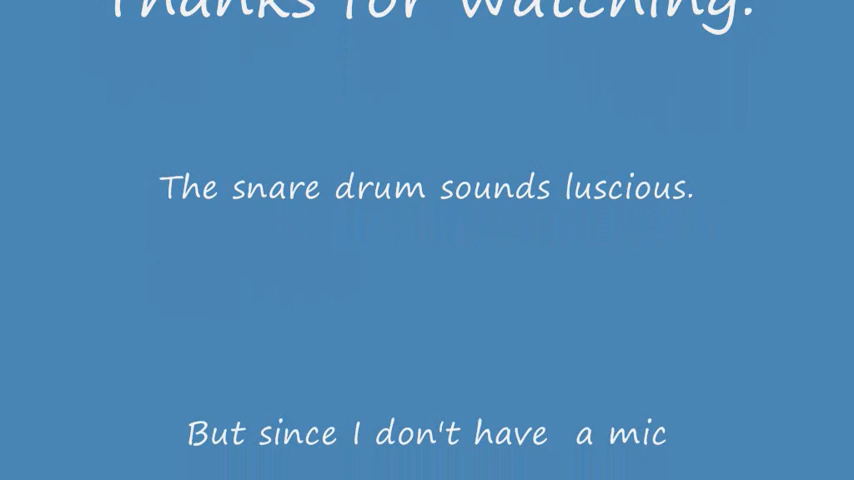 Thanks for watching.
The snare drum sounds luscious.
But since I don't have  a mic